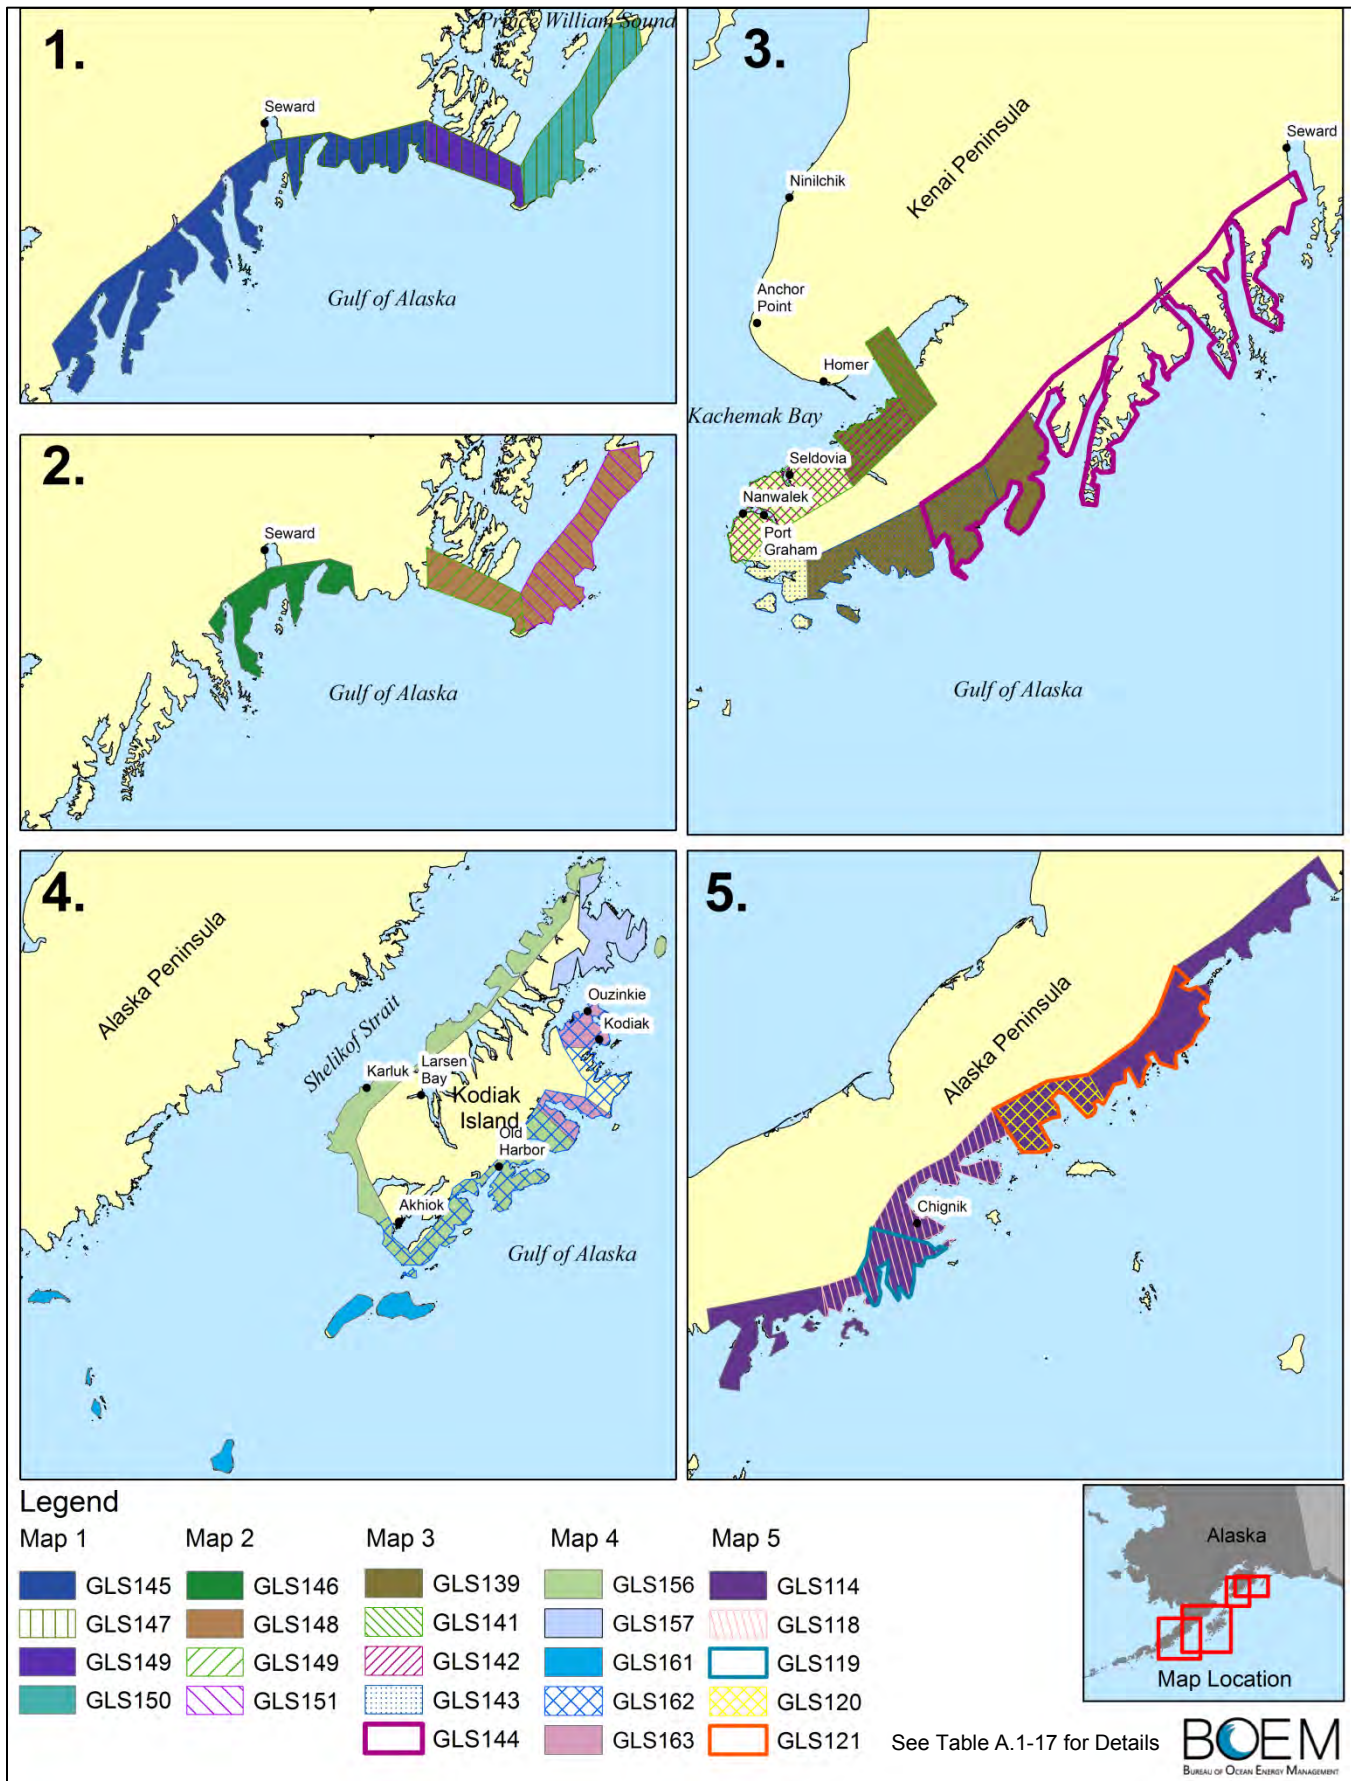 1.
Prince William Sound
Seward
Gulf of Alaska
2.
Seward
Gulf of Alaska
3.
Seward
Kenai Peninsula
Ninilchik
Anchor
Point
Homer
Kachemak Bay
Seldovia
Nanwalek
Port
Graham
Gulf of Alaska
4.
Alaska Peninsula
Shelikof Strait
Ouzinkie
Kodiak
Karluk
Larsen
Bay
Kodiak
Island
Old
Harbor
Akhiok
Gulf of Alaska
5.
Alaska Peninsula
Chignik
Legend
Map 1
GLS145
GLS147
GLS149
GLS150
Map 2
GLS146
GLS148
GLS149
GLS151
Map 3
GLS139
GLS141
GLS142
GLS143
GLS144
Map 4
GLS156
GLS157
GLS161
GLS162
GLS163
Map 5
GLS114
GLS118
GLS119
GLS120
GLS121
Alaska
Map Location
See Table A.1-17 for Details
BOEM
BUREAU OF OCEAN ENERGY MANAGEMENT